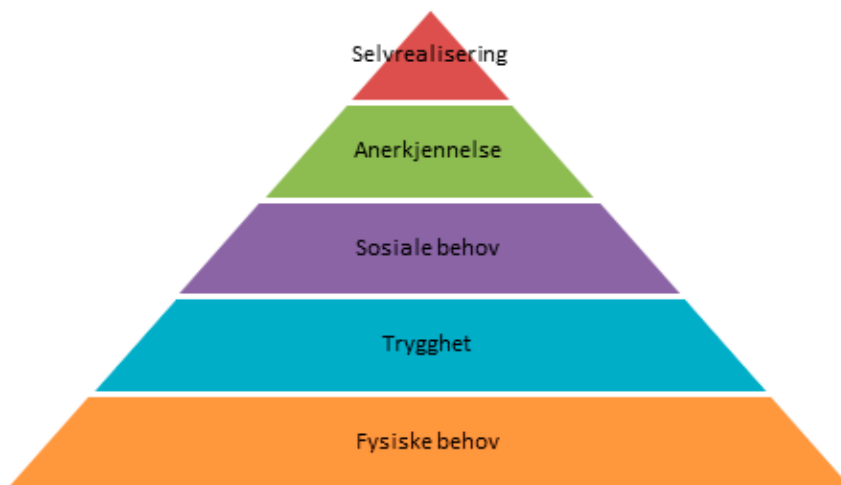 Selvrealisering
Anerkjennelse
Sosiale behov
Trygghet
Fysiske behov